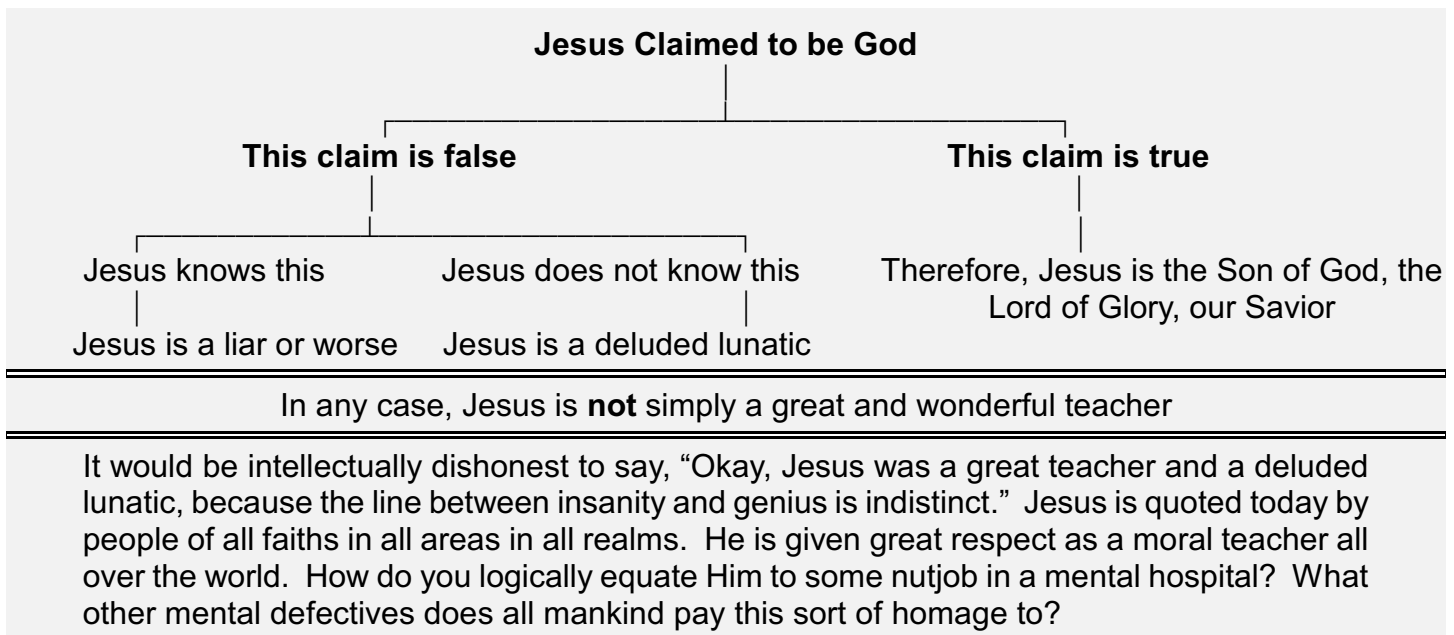 Jesus Claimed to be God
This claim is false This claim is true
Jesus knows this Jesus does not know this Therefore, Jesus is the Son of God, the
Lord of Glory, our Savior
Jesus is a liar or worse Jesus is a deluded lunatic
In any case, Jesus is not simply a great and wonderful teacher
It would be intellectually dishonest to say, “Okay, Jesus was a great teacher and a deluded
lunatic, because the line between insanity and genius is indistinct.” Jesus is quoted today by
people of all faiths in all areas in all realms. He is given great respect as a moral teacher all
over the world. How do you logically equate Him to some nutjob in a mental hospital? What
other mental defectives does all mankind pay this sort of homage to?